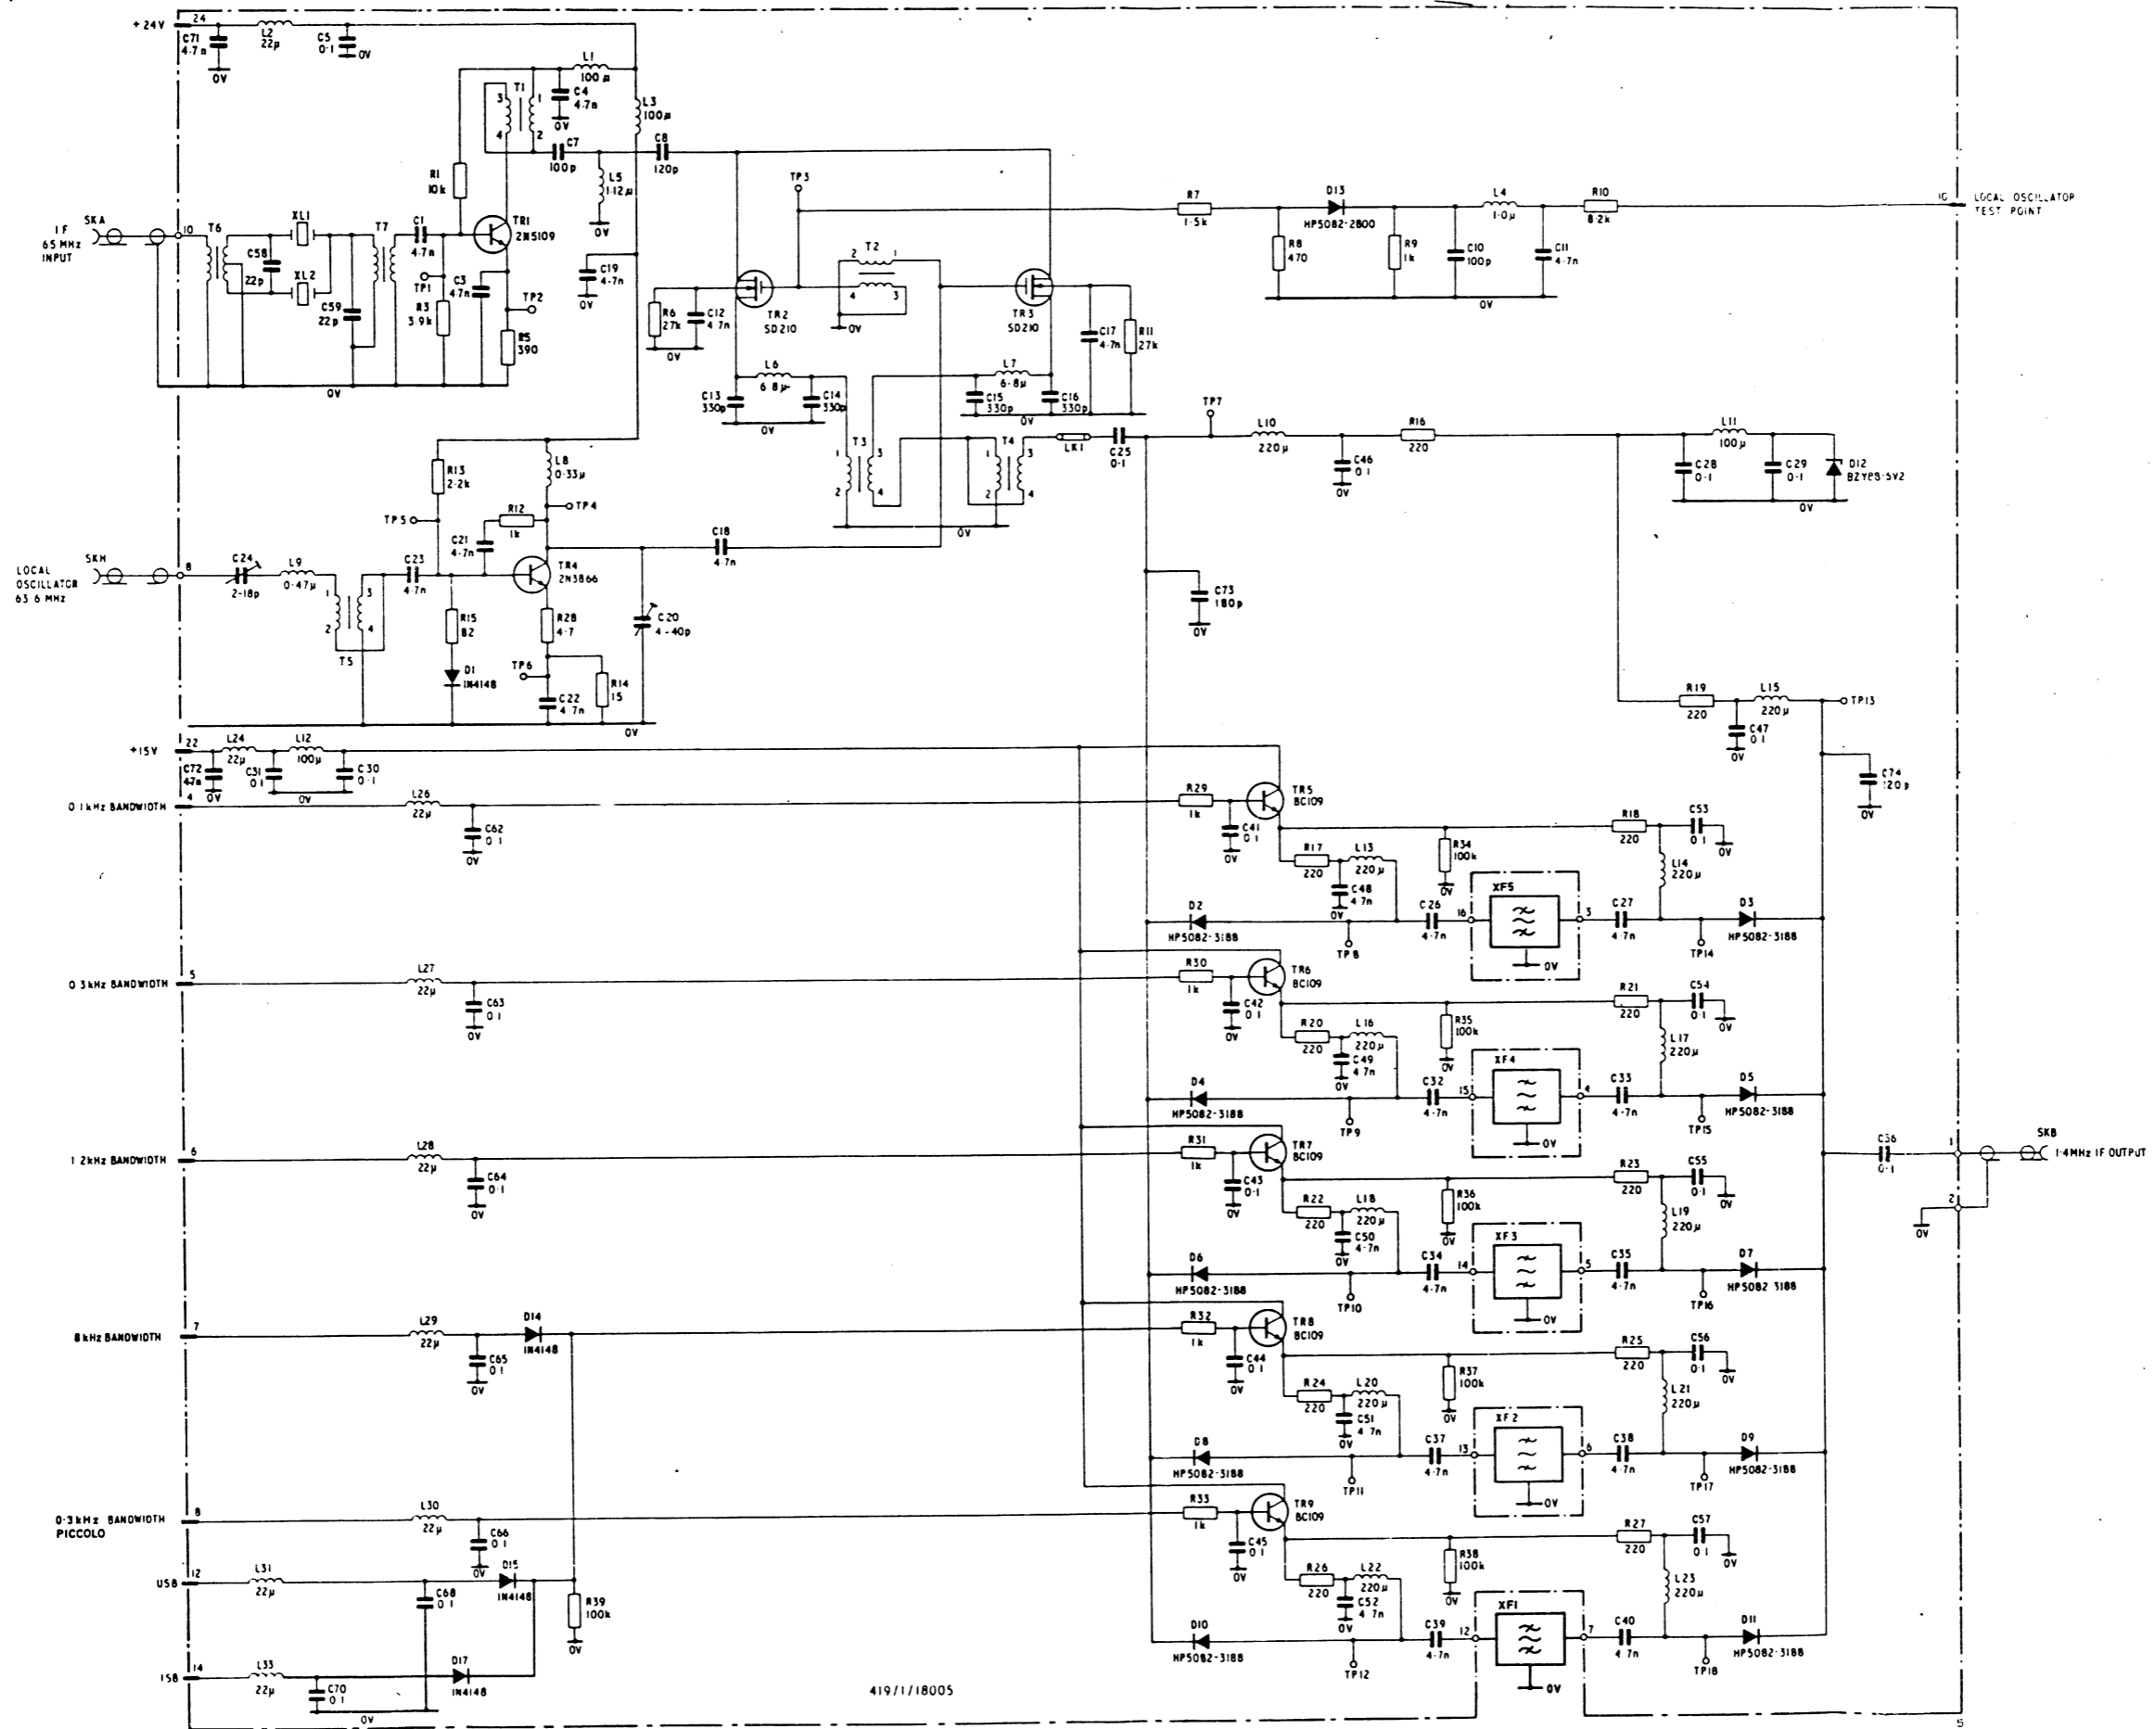 +24V
24
C71
4.7n
0V
L2
22µ
C5
0.1
0V
L1
100µ
C4
4.7n
0V
T1
3
4
1
2
L3
100µ
C7
100p
C8
120p
L5
1.12µ
0V
R1
10k
TR1
2N5109
C1
4.7n
TP1
R3
3.9k
C3
4.7n
TP2
R5
390
IF
65MHz
INPUT
SKA
10
T6
C58
22p
XL1
XL2
C59
22p
T7
0V
C19
4.7n
0V
TP3
T2
2
1
4
3
0V
TR2
SD210
R6
27k
C12
4.7n
0V
TR3
SD210
C17
4.7n
R11
27k
L6
6.8µ
C13
330p
C14
330p
0V
L7
6.8µ
C15
330p
C16
330p
0V
R7
1.5k
R8
470
D13
HP5082-2800
R9
1k
C10
100p
L4
1.0µ
C11
4.7n
R10
8.2k
0V
LOCAL OSCILLATOR
TEST POINT
T3
1
2
3
4
T4
1
2
3
4
0V
LK1
C25
0.1
TP7
L10
220µ
C46
0.1
0V
R16
220
C28
0.1
L11
100µ
C29
0.1
D12
0V
R13
2.2k
TP5
L8
0.33µ
TP4
R12
1k
C21
4.7n
TR4
2N3866
C18
4.7n
LOCAL
OSCILLATOR
63.6 MHz
SKH
8
C24
2-18p
L9
0.47µ
T5
1
2
3
4
C23
4.7n
R15
82
D1
1N4148
R28
4.7
TP6
C22
4.7n
R14
15
C20
4-40p
0V
C73
180p
0V
R19
220
L15
220µ
TP13
C47
0.1
0V
C74
120p
0V
+15V
22
C72
0V
L24
22µ
C31
0.1
L12
100µ
C30
0.1
0V
0.1kHz BANDWIDTH
4
L26
22µ
C62
0.1
0V
R29
1k
C41
0.1
0V
TR5
BC109
R17
220
L13
220µ
C48
4.7n
0V
R34
100k
0V
R18
220
C53
0.1
0V
L14
220µ
D2
HP5082-3188
TP8
C26
4.7n
16
XF5
0V
3
C27
4.7n
TP14
D3
HP5082-3188
0.3kHz BANDWIDTH
5
L27
22µ
C63
0.1
0V
R30
1k
C42
0.1
0V
TR6
BC109
R20
220
L16
220µ
C49
4.7n
0V
R35
100k
0V
R21
220
C54
0.1
0V
L17
220µ
D4
HP5082-3188
TP9
C32
4.7n
15
XF4
0V
4
C33
4.7n
TP15
D5
HP5082-3188
1.2kHz BANDWIDTH
6
L28
22µ
C64
0.1
0V
R31
1k
C43
0.1
0V
TR7
BC109
R22
220
L18
220µ
C50
4.7n
0V
R36
100k
0V
R23
220
C55
0.1
0V
L19
220µ
C36
0.1
1
SKB
1.4MHz IF OUTPUT
2
0V
D6
HP5082-3188
TP10
C34
4.7n
14
XF3
0V
5
C35
4.7n
TP16
D7
HP5082 3188
8kHz BANDWIDTH
7
L29
22µ
C65
0.1
0V
D14
1N4148
R32
1k
C44
0.1
0V
TR8
BC109
R24
220
L20
220µ
C51
4.7n
0V
R37
100k
0V
R25
220
C56
0.1
0V
L21
220µ
D8
HP5082-3188
TP11
C37
4.7n
13
XF2
0V
6
C38
4.7n
TP17
D9
HP5082-3188
0.3kHz BANDWIDTH
PICCOLO
8
L30
22µ
C66
0.1
0V
R33
1k
C45
0.1
0V
TR9
BC109
R26
220
L22
220µ
C52
4.7n
0V
R38
100k
0V
R27
220
C57
0.1
0V
L23
220µ
USB
12
L31
22µ
C68
0.1
D15
1N4148
R39
100k
0V
D10
HP5082-3188
TP12
C39
4.7n
12
XF1
0V
7
C40
4.7n
TP18
D11
HP5082-3188
ISB
14
L33
22µ
C70
0.1
0V
D17
1N4148
419/1/18005
5